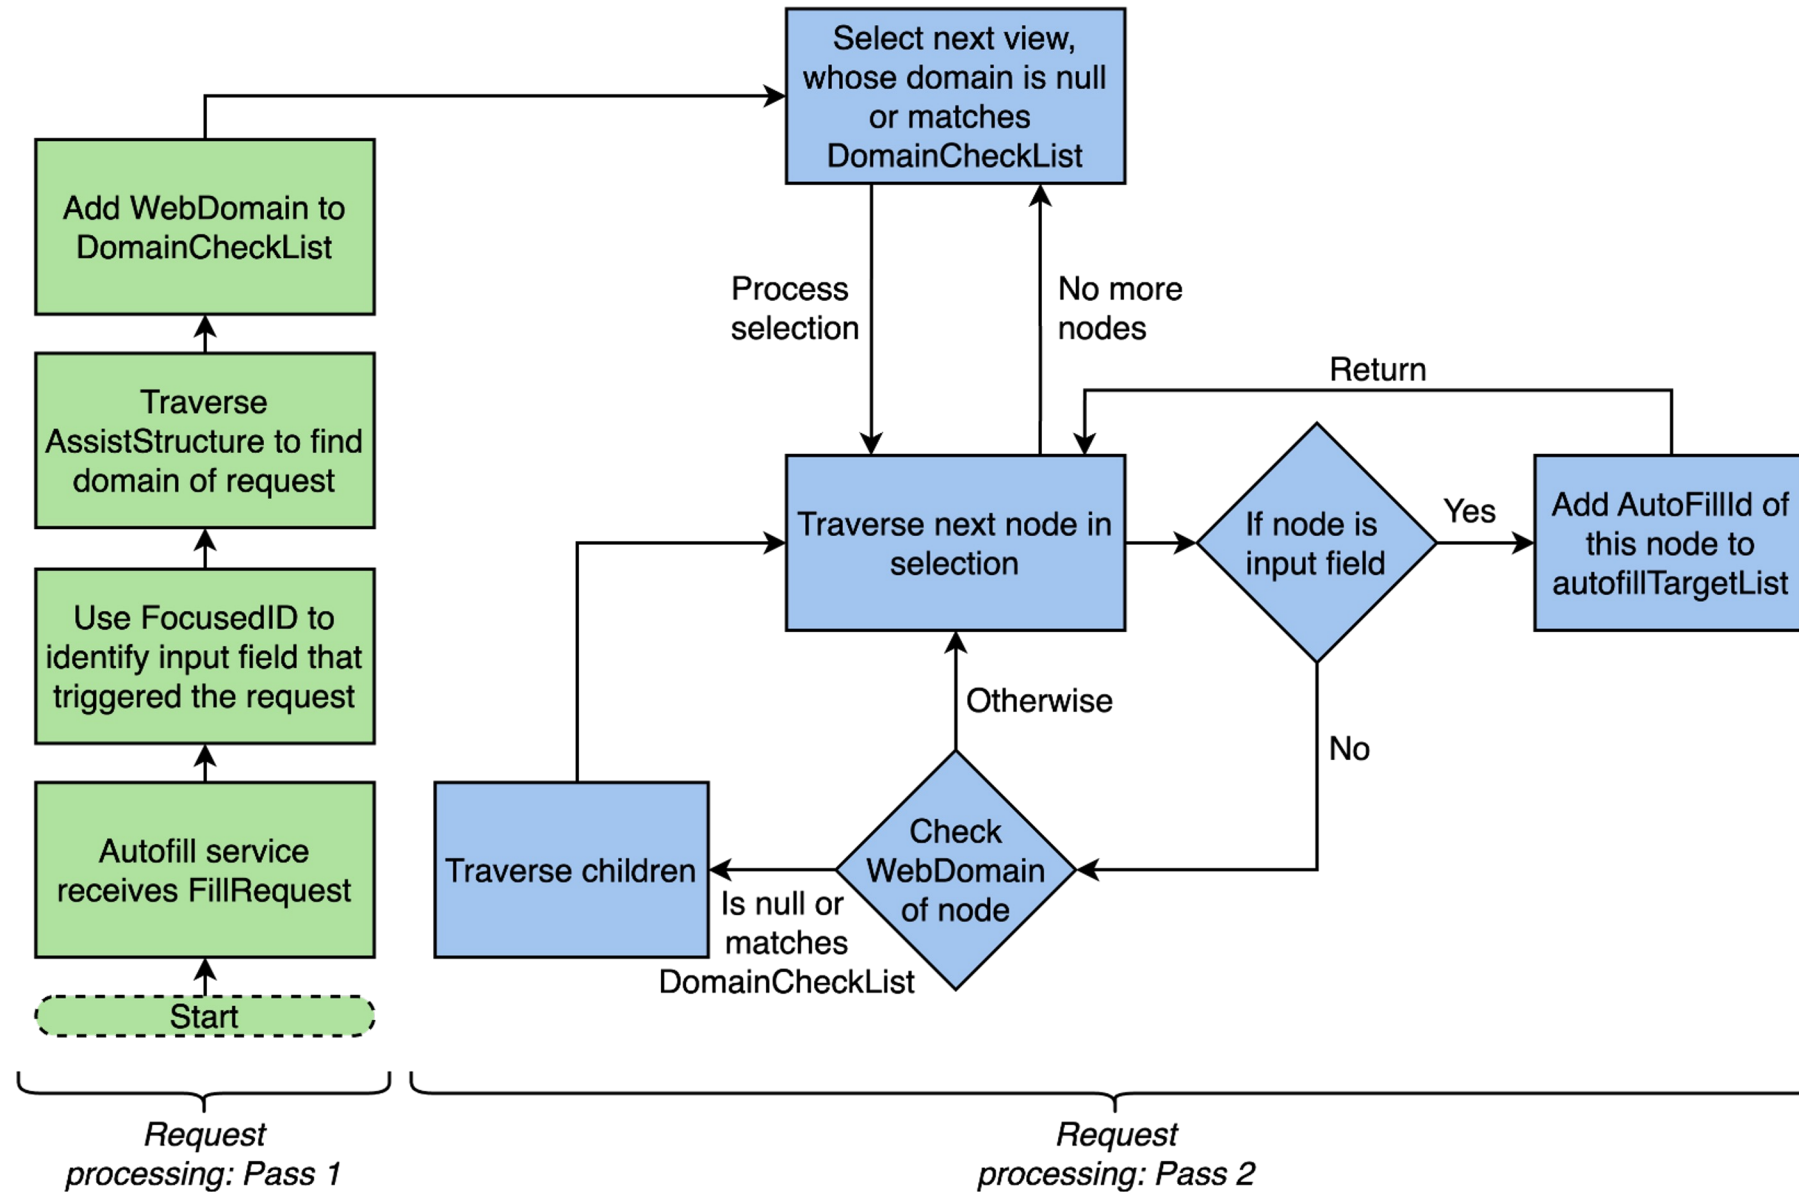 Select next view,
whose domain is null
or matches
DomainCheckList
Add WebDomain to
DomainCheckList
Process
selection
No more
nodes
Return
Traverse
AssistStructure to find
domain of request
Traverse next node in
selection
If node is
input field
Yes
Add AutoFillId of
this node to
autofillTargetList
Use FocusedID to
identify input field that
triggered the request
Otherwise
No
Autofill service
receives FillRequest
Traverse children
Check
WebDomain
of node
Is null or
matches
DomainCheckList
Start
Request
processing: Pass 1
Request
processing: Pass 2